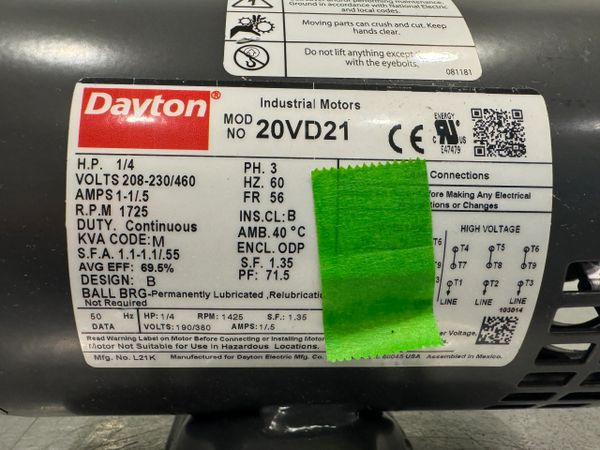 in accordance with National Electric
and local codes.
Moving parts can crush and cut. Keep
hands clear.
Do not lift anything except
with the eyebolts.
081181
Dayton
Industrial Motors
MOD
NO 20VD21
CE
ENERGY
C US
E47479
H.P. 1/4
VOLTS 208-230/460
AMPS 1-1/.5
R.P.M 1725
DUTY. Continuous
KVA CODE: M
S.F.A. 1.1-1.1/.55
AVG EFF: 69.5%
DESIGN: B
BALL BRG-Permanently Lubricated ,Relubrication
Not Required
PH. 3
HZ. 60
FR 56
INS.CL: B
AMB. 40 °C
ENCL. ODP
S.F. 1.35
PF: 71.5
Connections
Before Making Any Electrical
Connections or Changes
HIGH VOLTAGE
T4 T5 T6
T7 T8 T9
T1 T2 T3
LINE LINE LINE
103014
50 Hz HP: 1/4 RPM: 1425 S.F.: 1.35
DATA VOLTS: 190/380 AMPS: 1/.5
Voltage,
Read Warning Label on Motor Before Connecting or Installing Motor
Motor Not Suitable for Use in Hazardous Locations.
Mfg. No. L21K Manufactured for Dayton Electric Mfg. Co. 60045 USA Assembled in Mexico.